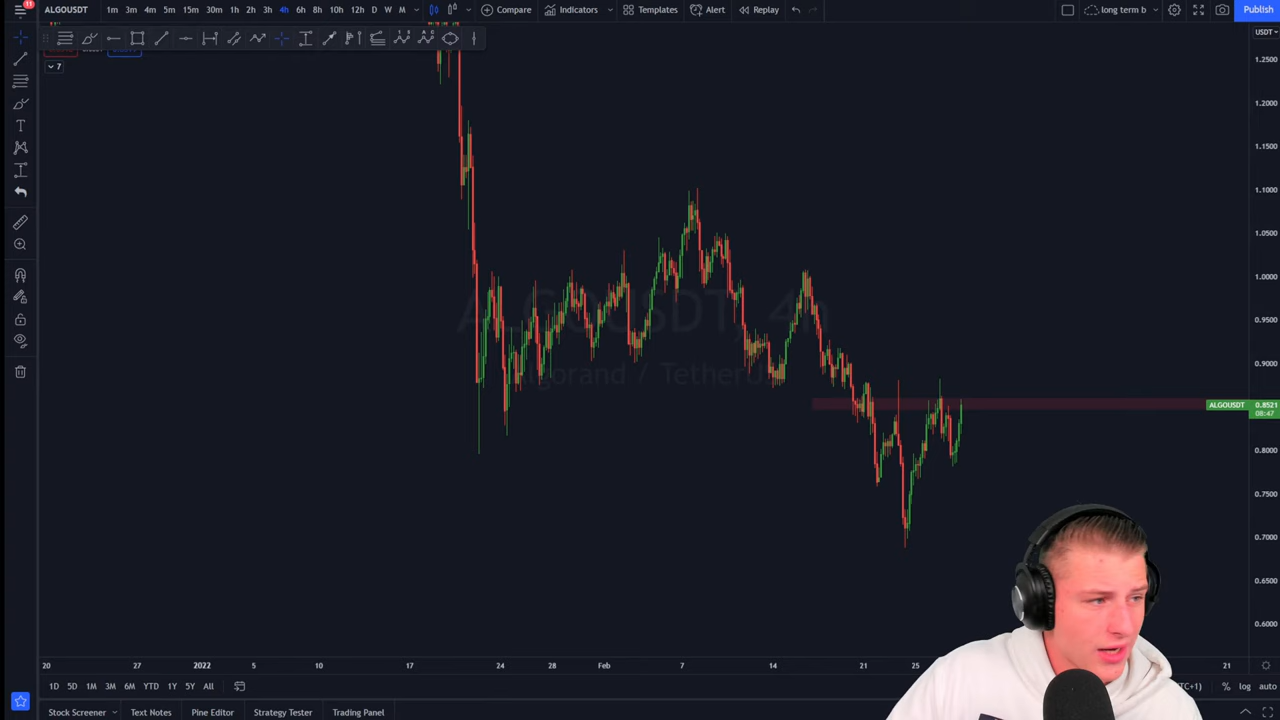 11
ALGOUSDT 1m 3m 4m 5m 15m 30m 1h 2h 3h 4h 6h 8h 10h 12h D W M Compare Indicators Templates Alert Replay long term b Publish
7
USDT
1.2500
1.2000
1.1500
1.1000
1.0500
1.0000
0.9500
0.9000
ALGOUSDT 0.8521
08:47
0.8000
0.7500
0.7000
0.6500
0.6000
ALGOUSDT, 4h
Algorand / Tether
20 27 2022 5 10 17 24 28 Feb 7 14 21 25 21
1D 5D 1M 3M 6M YTD 1Y 5Y All TC+1) % log auto
Stock Screener Text Notes Pine Editor Strategy Tester Trading Panel